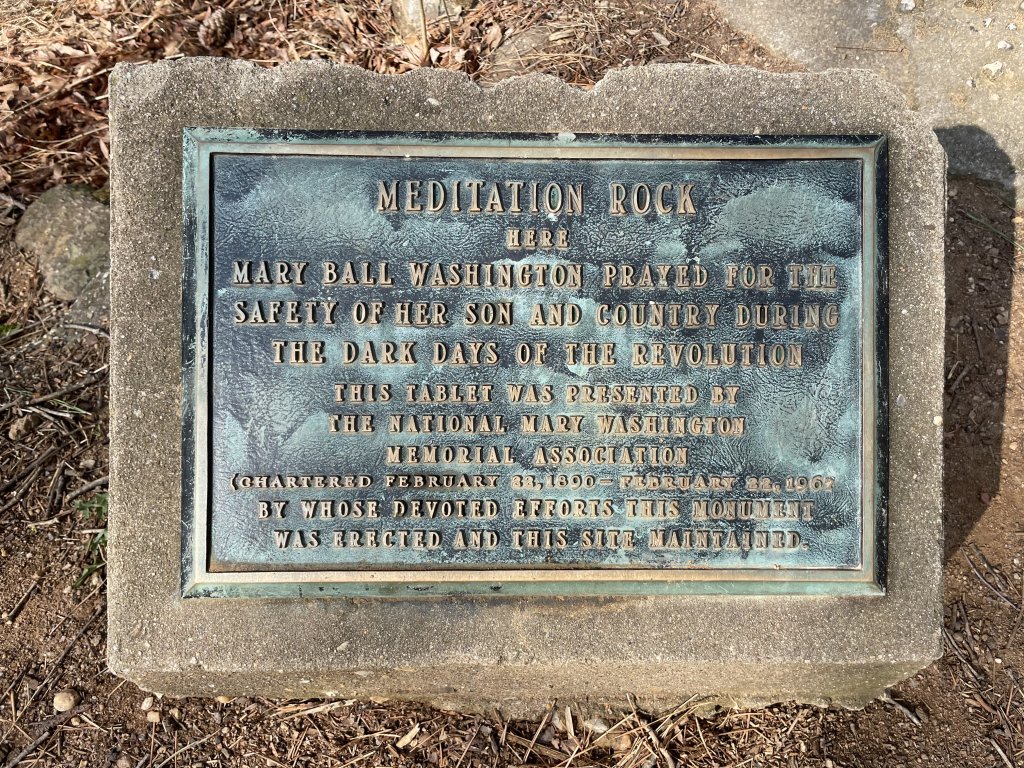 MEDITATION ROCK
HERE
MARY BALL WASHINGTON PRAYED FOR THE
SAFETY OF HER SON AND COUNTRY DURING
THE DARK DAYS OF THE REVOLUTION
THIS TABLET WAS PRESENTED BY
THE NATIONAL MARY WASHINGTON
MEMORIAL ASSOCIATION
(CHARTERED FEBRUARY 22, 1890 – FEBRUARY 22, 1967
BY WHOSE DEVOTED EFFORTS THIS MONUMENT
WAS ERECTED AND THIS SITE MAINTAINED.